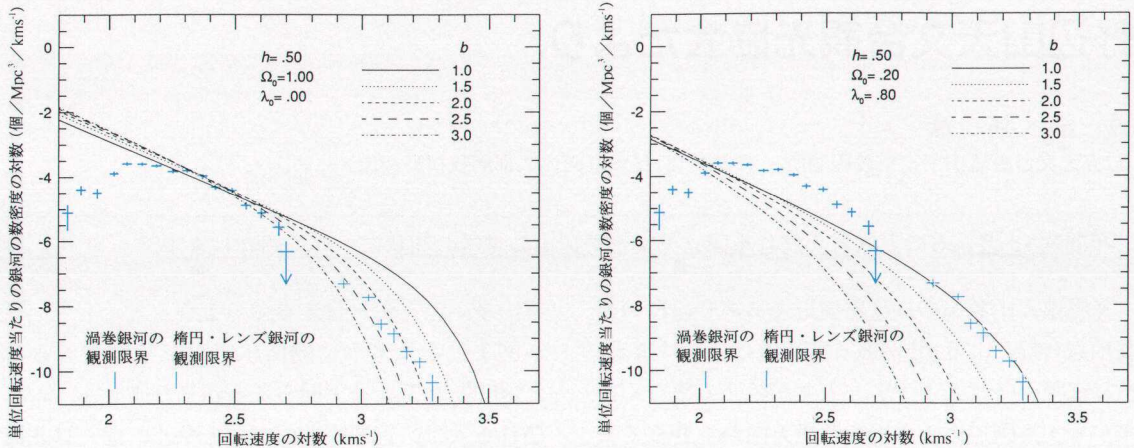 単位回転速度当たりの銀河の数密度の対数(個／Mpc³／kms⁻¹)
0
-2
-4
-6
-8
-10
h= .50
Ω₀=1.00
λ₀= .00
b
1.0
1.5
2.0
2.5
3.0
渦巻銀河の
観測限界
楕円・レンズ銀河の
観測限界
2
2.5
3
3.5
回転速度の対数 (kms⁻¹)
単位回転速度当たりの銀河の数密度の対数(個／Mpc³／kms⁻¹)
0
-2
-4
-6
-8
-10
h= .50
Ω₀= .20
λ₀= .80
b
1.0
1.5
2.0
2.5
3.0
渦巻銀河の
観測限界
楕円・レンズ銀河の
観測限界
2
2.5
3
3.5
回転速度の対数 (kms⁻¹)